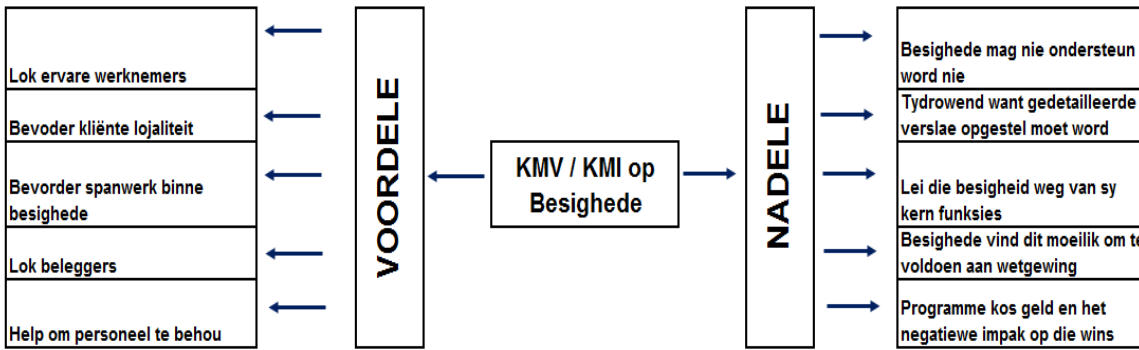 Lok ervare werknemers
Bevoder kliënte lojaliteit
Bevorder spanwerk binne
besighede
Lok beleggers
Help om personeel te behou
VOORDELE
KMV / KMI op
Besighede
NADELE
Besighede mag nie ondersteun
word nie
Tydrowend want gedetailleerde
verslae opgestel moet word
Lei die besigheid weg van sy
kern funksies
Besighede vind dit moeilik om te
voldoen aan wetgewing
Programme kos geld en het
negatiewe impak op die wins